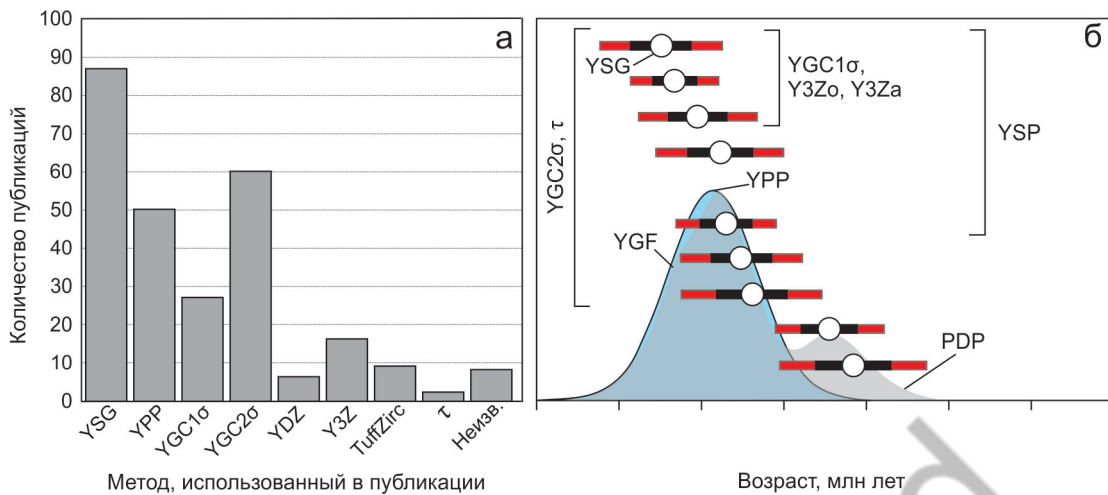 а
Количество публикаций
100
90
80
70
60
50
40
30
20
10
0
YSG
YPP
YGC1σ
YGC2σ
YDZ
Y3Z
TuffZirc
τ
Неизв.
Метод, использованный в публикации
б
YSG
YGC1σ,
Y3Zo, Y3Za
YSP
YGC2σ, τ
YPP
YGF
PDP
Возраст, млн лет